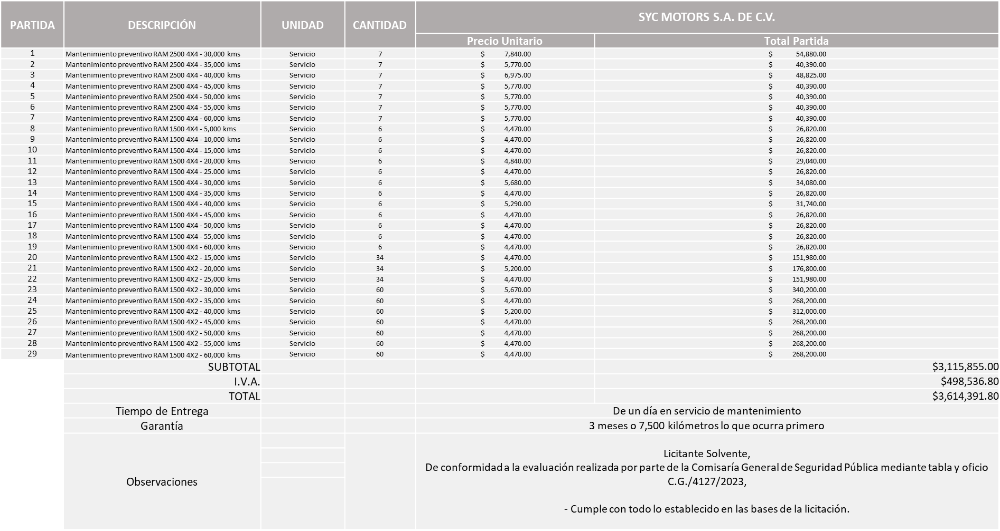 PARTIDA DESCRIPCIÓN UNIDAD CANTIDAD SYC MOTORS S.A. DE C.V.
Precio Unitario Total Partida
1 Mantenimiento preventivo RAM 2500 4X4 - 30,000 kms Servicio 7 $ 7,840.00 $ 54,880.00
2 Mantenimiento preventivo RAM 2500 4X4 - 35,000 kms Servicio 7 $ 5,770.00 $ 40,390.00
3 Mantenimiento preventivo RAM 2500 4X4 - 40,000 kms Servicio 7 $ 6,975.00 $ 48,825.00
4 Mantenimiento preventivo RAM 2500 4X4 - 45,000 kms Servicio 7 $ 5,770.00 $ 40,390.00
5 Mantenimiento preventivo RAM 2500 4X4 - 50,000 kms Servicio 7 $ 5,770.00 $ 40,390.00
6 Mantenimiento preventivo RAM 2500 4X4 - 55,000 kms Servicio 7 $ 5,770.00 $ 40,390.00
7 Mantenimiento preventivo RAM 2500 4X4 - 60,000 kms Servicio 7 $ 5,770.00 $ 40,390.00
8 Mantenimiento preventivo RAM 1500 4X4 - 5,000 kms Servicio 6 $ 4,470.00 $ 26,820.00
9 Mantenimiento preventivo RAM 1500 4X4 - 10,000 kms Servicio 6 $ 4,470.00 $ 26,820.00
10 Mantenimiento preventivo RAM 1500 4X4 - 15,000 kms Servicio 6 $ 4,470.00 $ 26,820.00
11 Mantenimiento preventivo RAM 1500 4X4 - 20,000 kms Servicio 6 $ 4,840.00 $ 29,040.00
12 Mantenimiento preventivo RAM 1500 4X4 - 25.000 kms Servicio 6 $ 4,470.00 $ 26,820.00
13 Mantenimiento preventivo RAM 1500 4X4 - 30,000 kms Servicio 6 $ 5,680.00 $ 34,080.00
14 Mantenimiento preventivo RAM 1500 4X4 - 35,000 kms Servicio 6 $ 4,470.00 $ 26,820.00
15 Mantenimiento preventivo RAM 1500 4X4 - 40,000 kms Servicio 6 $ 5,290.00 $ 31,740.00
16 Mantenimiento preventivo RAM 1500 4X4 - 45,000 kms Servicio 6 $ 4,470.00 $ 26,820.00
17 Mantenimiento preventivo RAM 1500 4X4 - 50,000 kms Servicio 6 $ 4,470.00 $ 26,820.00
18 Mantenimiento preventivo RAM 1500 4X4 - 55,000 kms Servicio 6 $ 4,470.00 $ 26,820.00
19 Mantenimiento preventivo RAM 1500 4X4 - 60,000 kms Servicio 6 $ 4,470.00 $ 26,820.00
20 Mantenimiento preventivo RAM 1500 4X2 - 15,000 kms Servicio 34 $ 4,470.00 $ 151,980.00
21 Mantenimiento preventivo RAM 1500 4X2 - 20,000 kms Servicio 34 $ 5,200.00 $ 176,800.00
22 Mantenimiento preventivo RAM 1500 4X2 - 25,000 kms Servicio 34 $ 4,470.00 $ 151,980.00
23 Mantenimiento preventivo RAM 1500 4X2 - 30,000 kms Servicio 60 $ 5,670.00 $ 340,200.00
24 Mantenimiento preventivo RAM 1500 4X2 - 35,000 kms Servicio 60 $ 4,470.00 $ 268,200.00
25 Mantenimiento preventivo RAM 1500 4X2 - 40,000 kms Servicio 60 $ 5,200.00 $ 312,000.00
26 Mantenimiento preventivo RAM 1500 4X2 - 45,000 kms Servicio 60 $ 4,470.00 $ 268,200.00
27 Mantenimiento preventivo RAM 1500 4X2 - 50,000 kms Servicio 60 $ 4,470.00 $ 268,200.00
28 Mantenimiento preventivo RAM 1500 4X2 - 55,000 kms Servicio 60 $ 4,470.00 $ 268,200.00
29 Mantenimiento preventivo RAM 1500 4X2 - 60,000 kms Servicio 60 $ 4,470.00 $ 268,200.00
SUBTOTAL $3,115,855.00
I.V.A. $498,536.80
TOTAL $3,614,391.80
Tiempo de Entrega De un día en servicio de mantenimiento
Garantía 3 meses o 7,500 kilómetros lo que ocurra primero
Observaciones
Licitante Solvente,
De conformidad a la evaluación realizada por parte de la Comisaría General de Seguridad Pública mediante tabla y oficio
C.G./4127/2023,
- Cumple con todo lo establecido en las bases de la licitación.